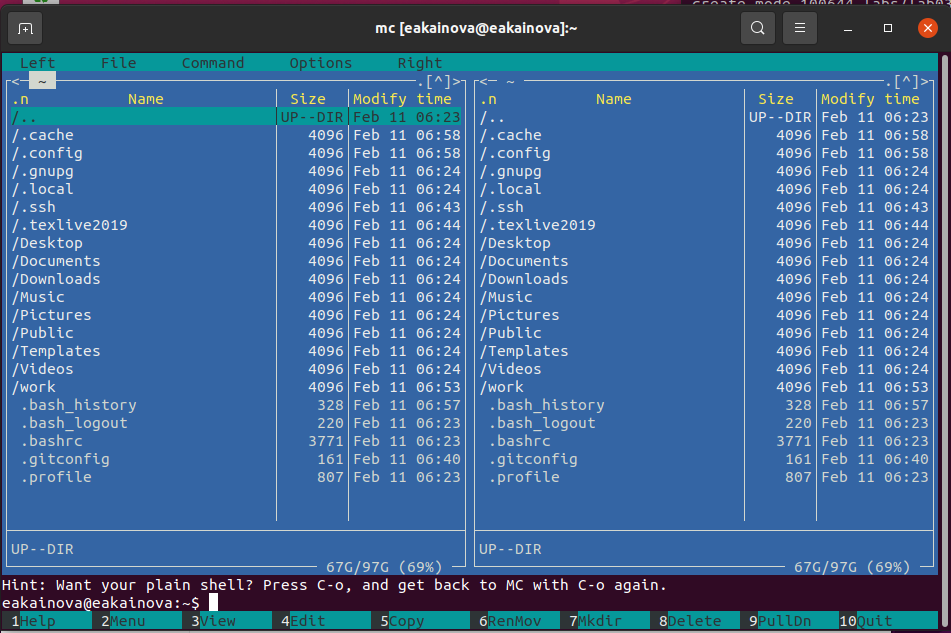 create mode 100644 labs/lab03
mc [eakainova@eakainova]:~
Left File Command Options Right
<─ ~ ─.[^]>┐┌<─ ~ ─.[^]>
.n Name Size Modify time .n Name Size Modify time
/.. UP--DIR Feb 11 06:23 /.. UP--DIR Feb 11 06:23
/.cache 4096 Feb 11 06:58 /.cache 4096 Feb 11 06:58
/.config 4096 Feb 11 06:58 /.config 4096 Feb 11 06:58
/.gnupg 4096 Feb 11 06:24 /.gnupg 4096 Feb 11 06:24
/.local 4096 Feb 11 06:24 /.local 4096 Feb 11 06:24
/.ssh 4096 Feb 11 06:43 /.ssh 4096 Feb 11 06:43
/.texlive2019 4096 Feb 11 06:44 /.texlive2019 4096 Feb 11 06:44
/Desktop 4096 Feb 11 06:24 /Desktop 4096 Feb 11 06:24
/Documents 4096 Feb 11 06:24 /Documents 4096 Feb 11 06:24
/Downloads 4096 Feb 11 06:24 /Downloads 4096 Feb 11 06:24
/Music 4096 Feb 11 06:24 /Music 4096 Feb 11 06:24
/Pictures 4096 Feb 11 06:24 /Pictures 4096 Feb 11 06:24
/Public 4096 Feb 11 06:24 /Public 4096 Feb 11 06:24
/Templates 4096 Feb 11 06:24 /Templates 4096 Feb 11 06:24
/Videos 4096 Feb 11 06:24 /Videos 4096 Feb 11 06:24
/work 4096 Feb 11 06:53 /work 4096 Feb 11 06:53
.bash_history 328 Feb 11 06:57 .bash_history 328 Feb 11 06:57
.bash_logout 220 Feb 11 06:23 .bash_logout 220 Feb 11 06:23
.bashrc 3771 Feb 11 06:23 .bashrc 3771 Feb 11 06:23
.gitconfig 161 Feb 11 06:40 .gitconfig 161 Feb 11 06:40
.profile 807 Feb 11 06:23 .profile 807 Feb 11 06:23
UP--DIR UP--DIR
67G/97G (69%) 67G/97G (69%)
Hint: Want your plain shell? Press C-o, and get back to MC with C-o again.
eakainova@eakainova:~$
1Help 2Menu 3View 4Edit 5Copy 6RenMov 7Mkdir 8Delete 9PullDn 10Quit